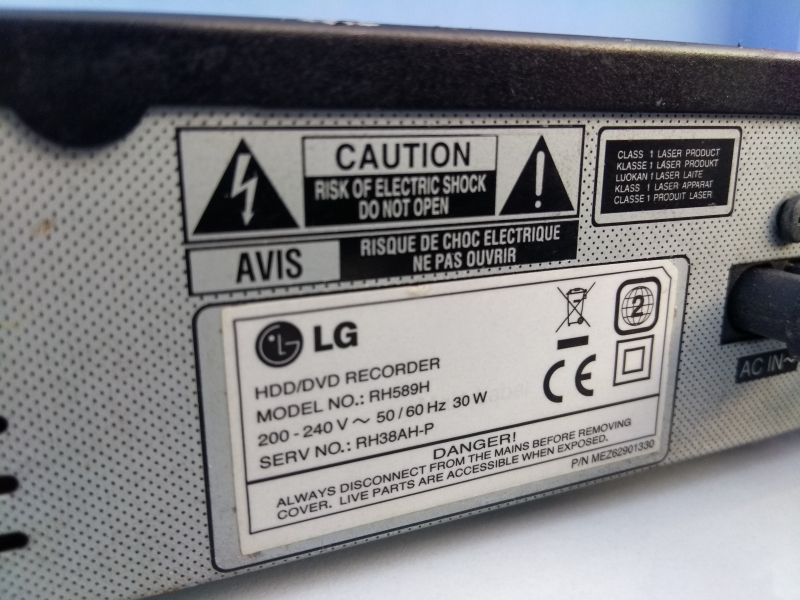 CAUTION
RISK OF ELECTRIC SHOCK
DO NOT OPEN
AVIS
RISQUE DE CHOC ELECTRIQUE
NE PAS OUVRIR
CLASS 1 LASER PRODUCT
KLASSE 1 LASER PRODUKT
LUOKAN 1 LASER LAITE
KLASS 1 LASER APPARAT
CLASSE 1 PRODUIT LASER
LG
HDD/DVD RECORDER
MODEL NO.: RH589H
200 - 240 V ~ 50 / 60 Hz 30 W
SERV NO.: RH38AH-P
2
CE
DANGER!
ALWAYS DISCONNECT FROM THE MAINS BEFORE REMOVING
COVER. LIVE PARTS ARE ACCESSIBLE WHEN EXPOSED.
P/N MEZ62901330
AC IN~